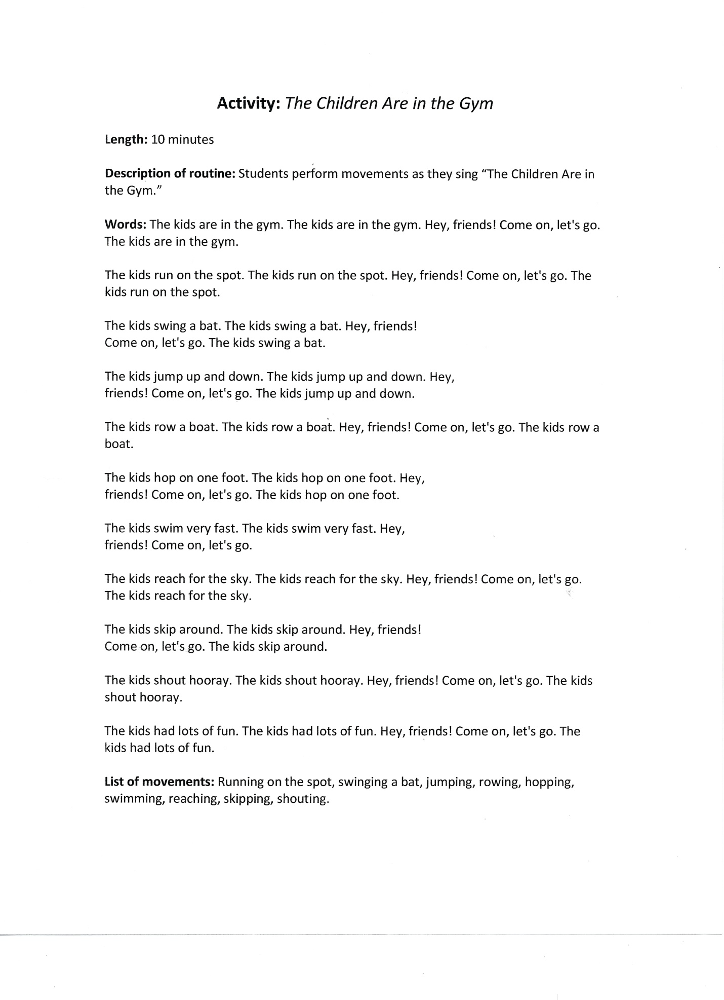 Activity: The Children Are in the Gym
Length: 10 minutes
Description of routine: Students perform movements as they sing “The Children Are in
the Gym.”
Words: The kids are in the gym. The kids are in the gym. Hey, friends! Come on, let's go.
The kids are in the gym.
The kids run on the spot. The kids run on the spot. Hey, friends! Come on, let's go. The
kids run on the spot.
The kids swing a bat. The kids swing a bat. Hey, friends!
Come on, let's go. The kids swing a bat.
The kids jump up and down. The kids jump up and down. Hey,
friends! Come on, let's go. The kids jump up and down.
The kids row a boat. The kids row a boat. Hey, friends! Come on, let's go. The kids row a
boat.
The kids hop on one foot. The kids hop on one foot. Hey,
friends! Come on, let's go. The kids hop on one foot.
The kids swim very fast. The kids swim very fast. Hey,
friends! Come on, let's go.
The kids reach for the sky. The kids reach for the sky. Hey, friends! Come on, let's go.
The kids reach for the sky.
The kids skip around. The kids skip around. Hey, friends!
Come on, let's go. The kids skip around.
The kids shout hooray. The kids shout hooray. Hey, friends! Come on, let's go. The kids
shout hooray.
The kids had lots of fun. The kids had lots of fun. Hey, friends! Come on, let's go. The
kids had lots of fun.
List of movements: Running on the spot, swinging a bat, jumping, rowing, hopping,
swimming, reaching, skipping, shouting.